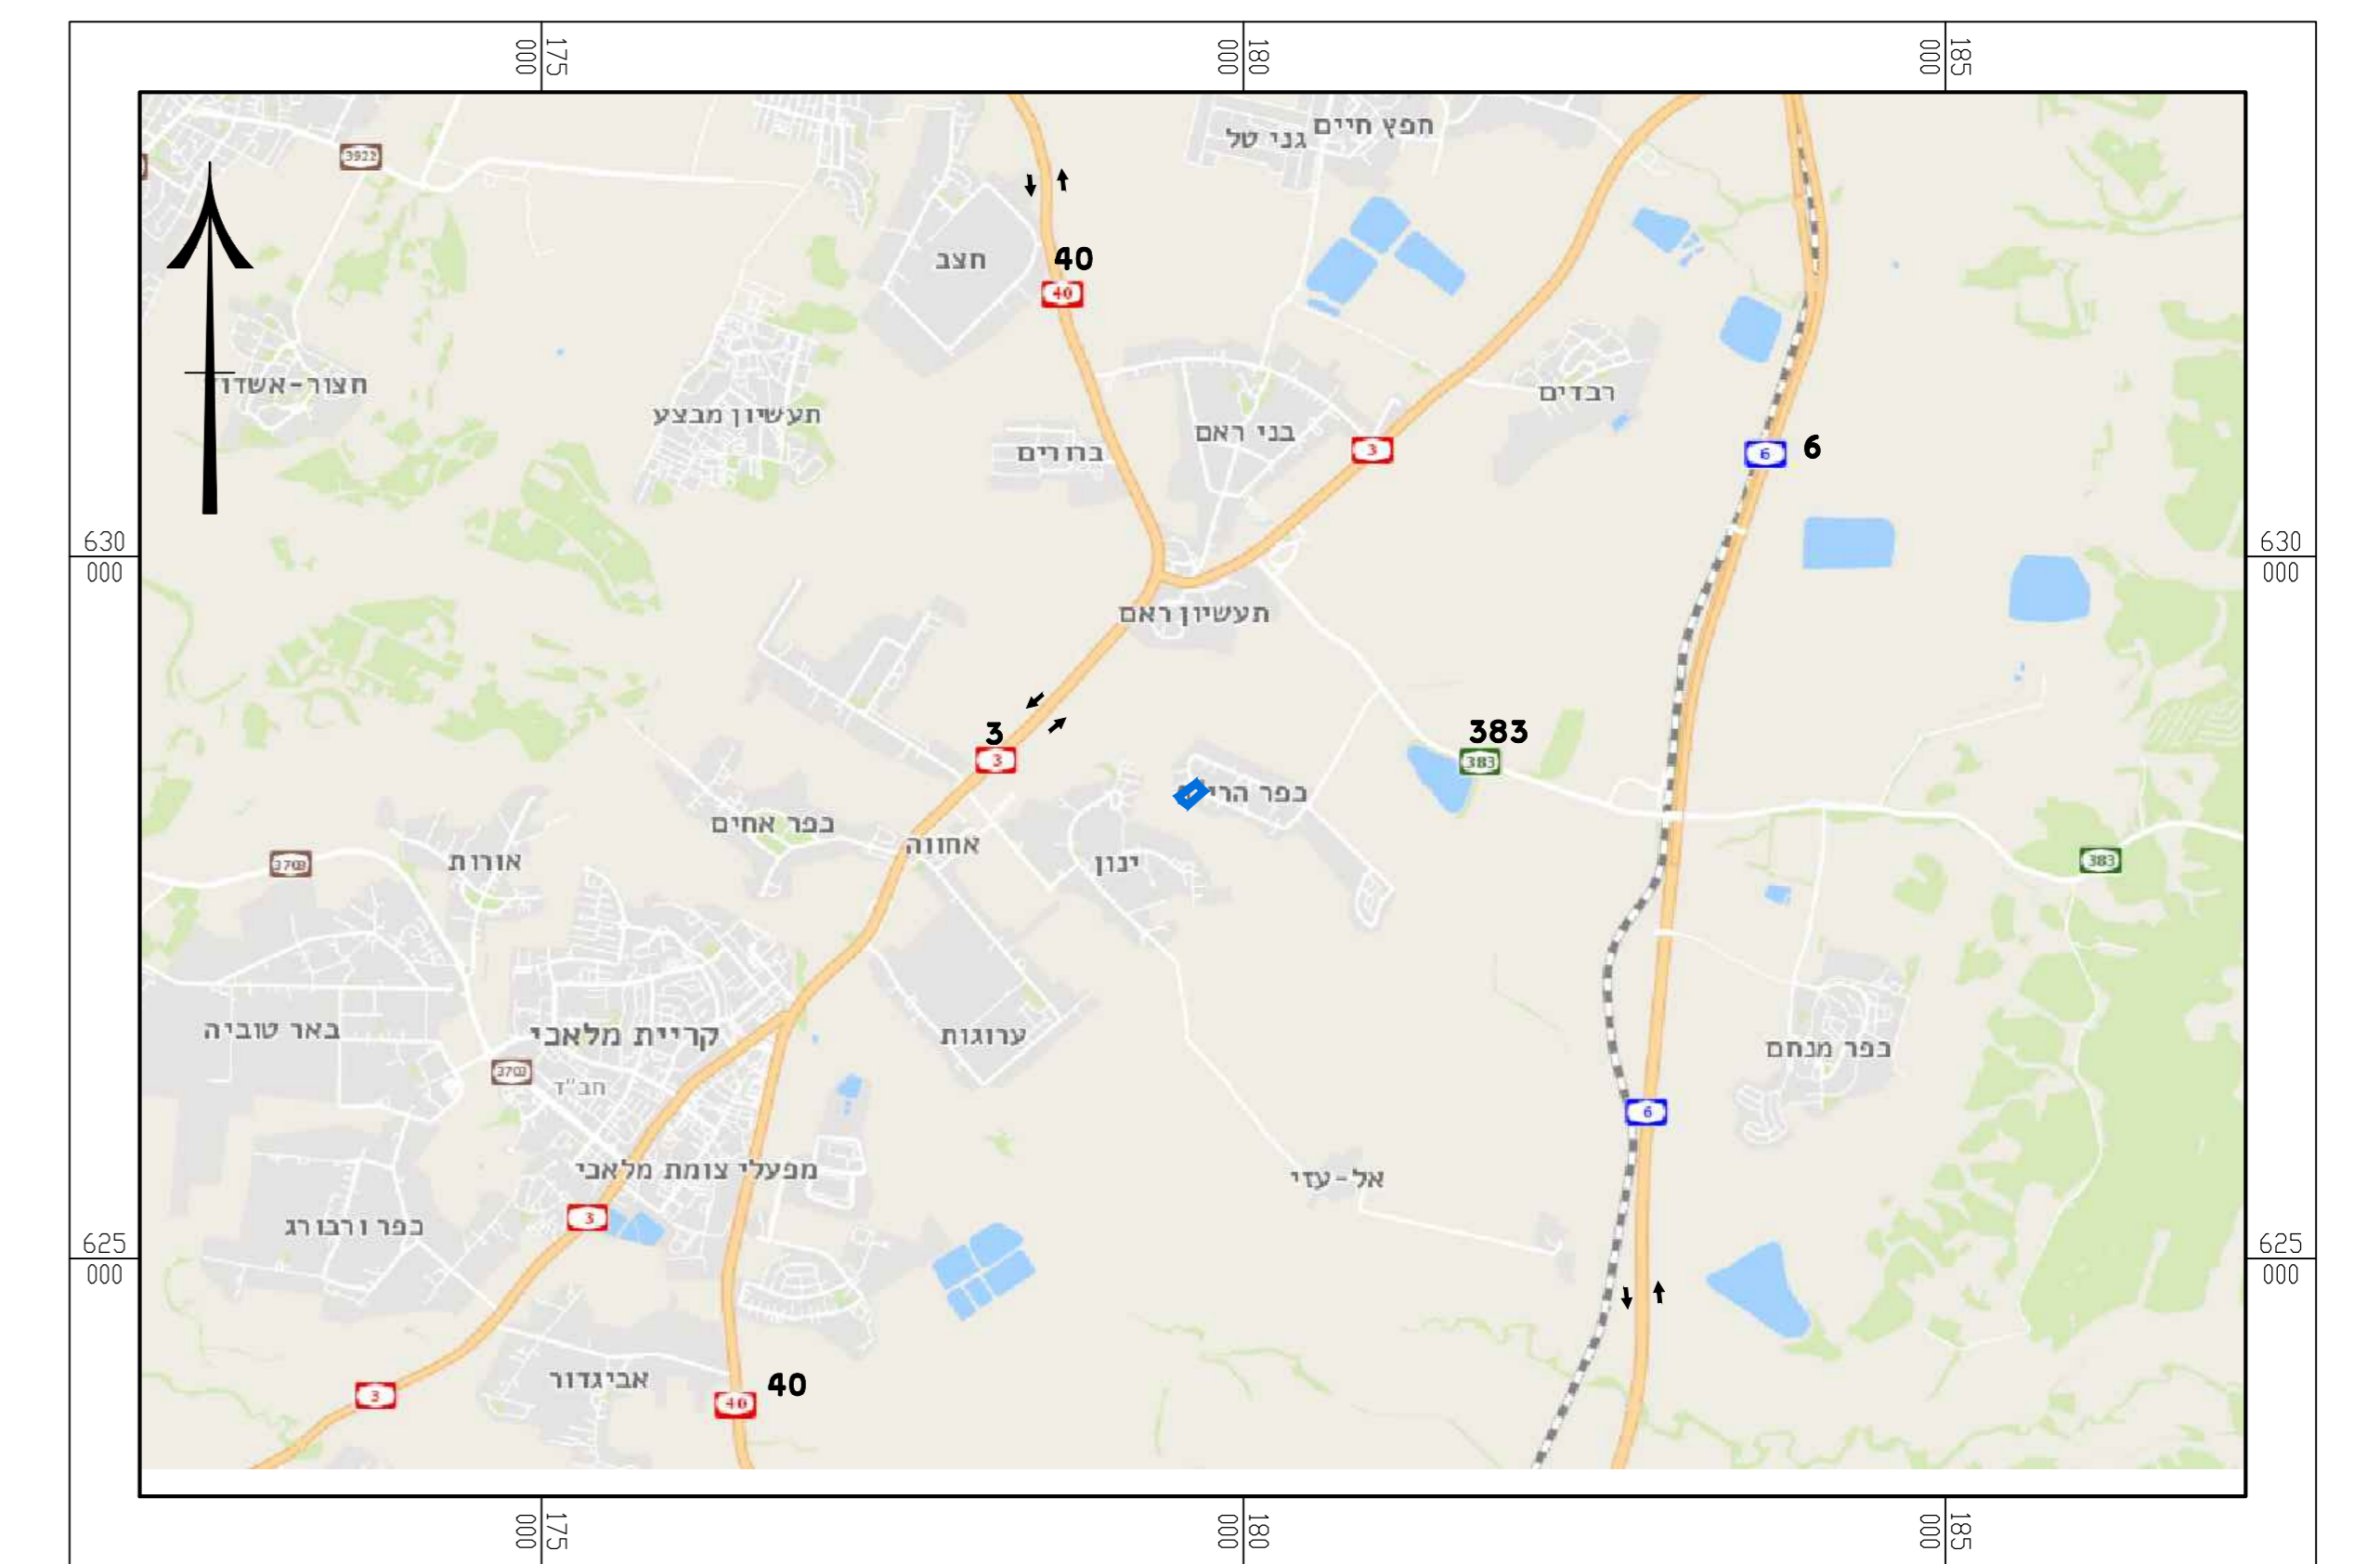 175
000
180
000
185
000
חפץ חיים
גני טל
3922
חצב
40
40
חצור-אשדוד
תעשיון מבצע
רבדים
בני ראם
ברורים
3
6
6
630
000
630
000
תעשיון ראם
3
3
383
383
כפר הרי
כפר אחים
אחווה
ינון
אורות
3703
383
באר טוביה
קריית מלאכי
ערוגות
כפר מנחם
3703
חב"ד
6
מפעלי צומת מלאכי
אל-עזי
3
כפר ורבורג
625
000
625
000
אביגדור
3
40
40
175
000
180
000
185
000